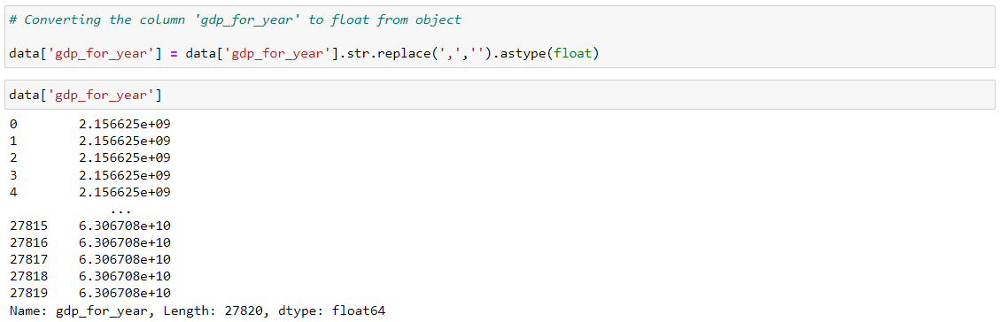 # Converting the column 'gdp_for_year' to float from object
data['gdp_for_year'] = data['gdp_for_year'].str.replace(',','').astype(float)
data['gdp_for_year']
0        2.156625e+09
1        2.156625e+09
2        2.156625e+09
3        2.156625e+09
4        2.156625e+09
             ...
27815    6.306708e+10
27816    6.306708e+10
27817    6.306708e+10
27818    6.306708e+10
27819    6.306708e+10
Name: gdp_for_year, Length: 27820, dtype: float64